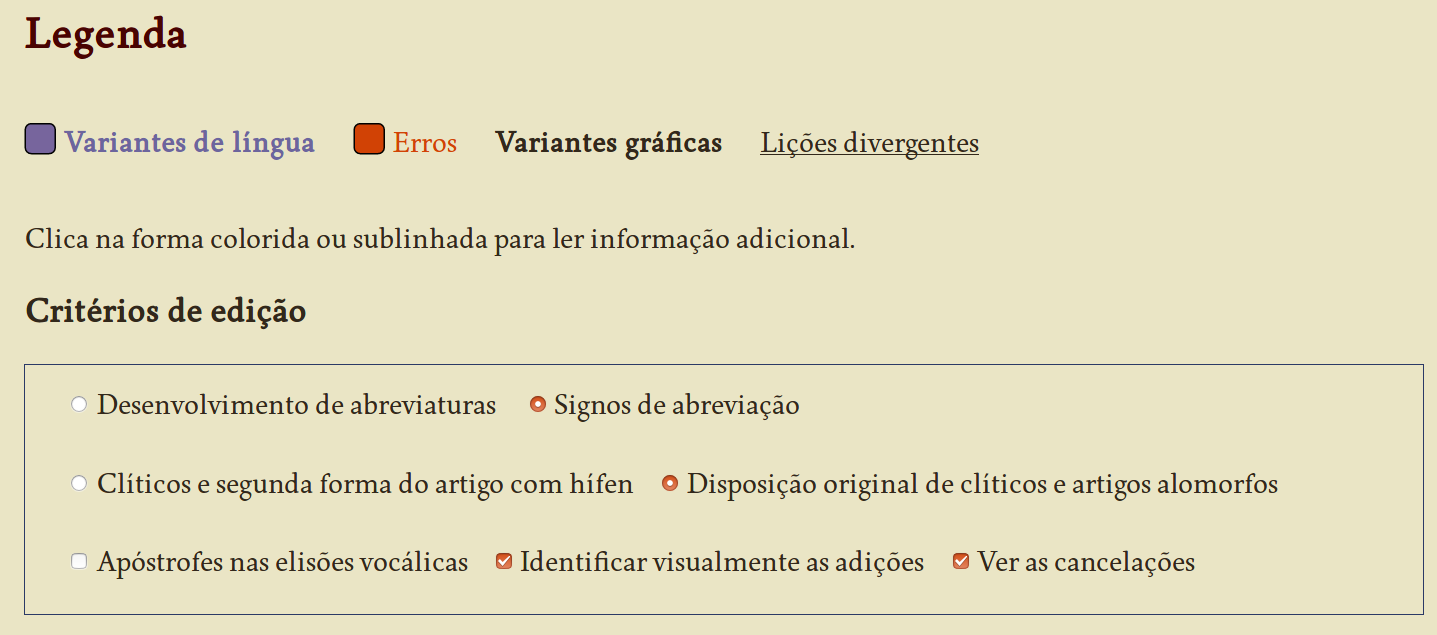 Legenda
Variantes de língua Erros Variantes gráficas Lições divergentes
Clica na forma colorida ou sublinhada para ler informação adicional.
Critérios de edição
Desenvolvimento de abreviaturas Signos de abreviação
Clíticos e segunda forma do artigo com hífen Disposição original de clíticos e artigos alomorfos
Apóstrofes nas elisões vocálicas Identificar visualmente as adições Ver as cancelações